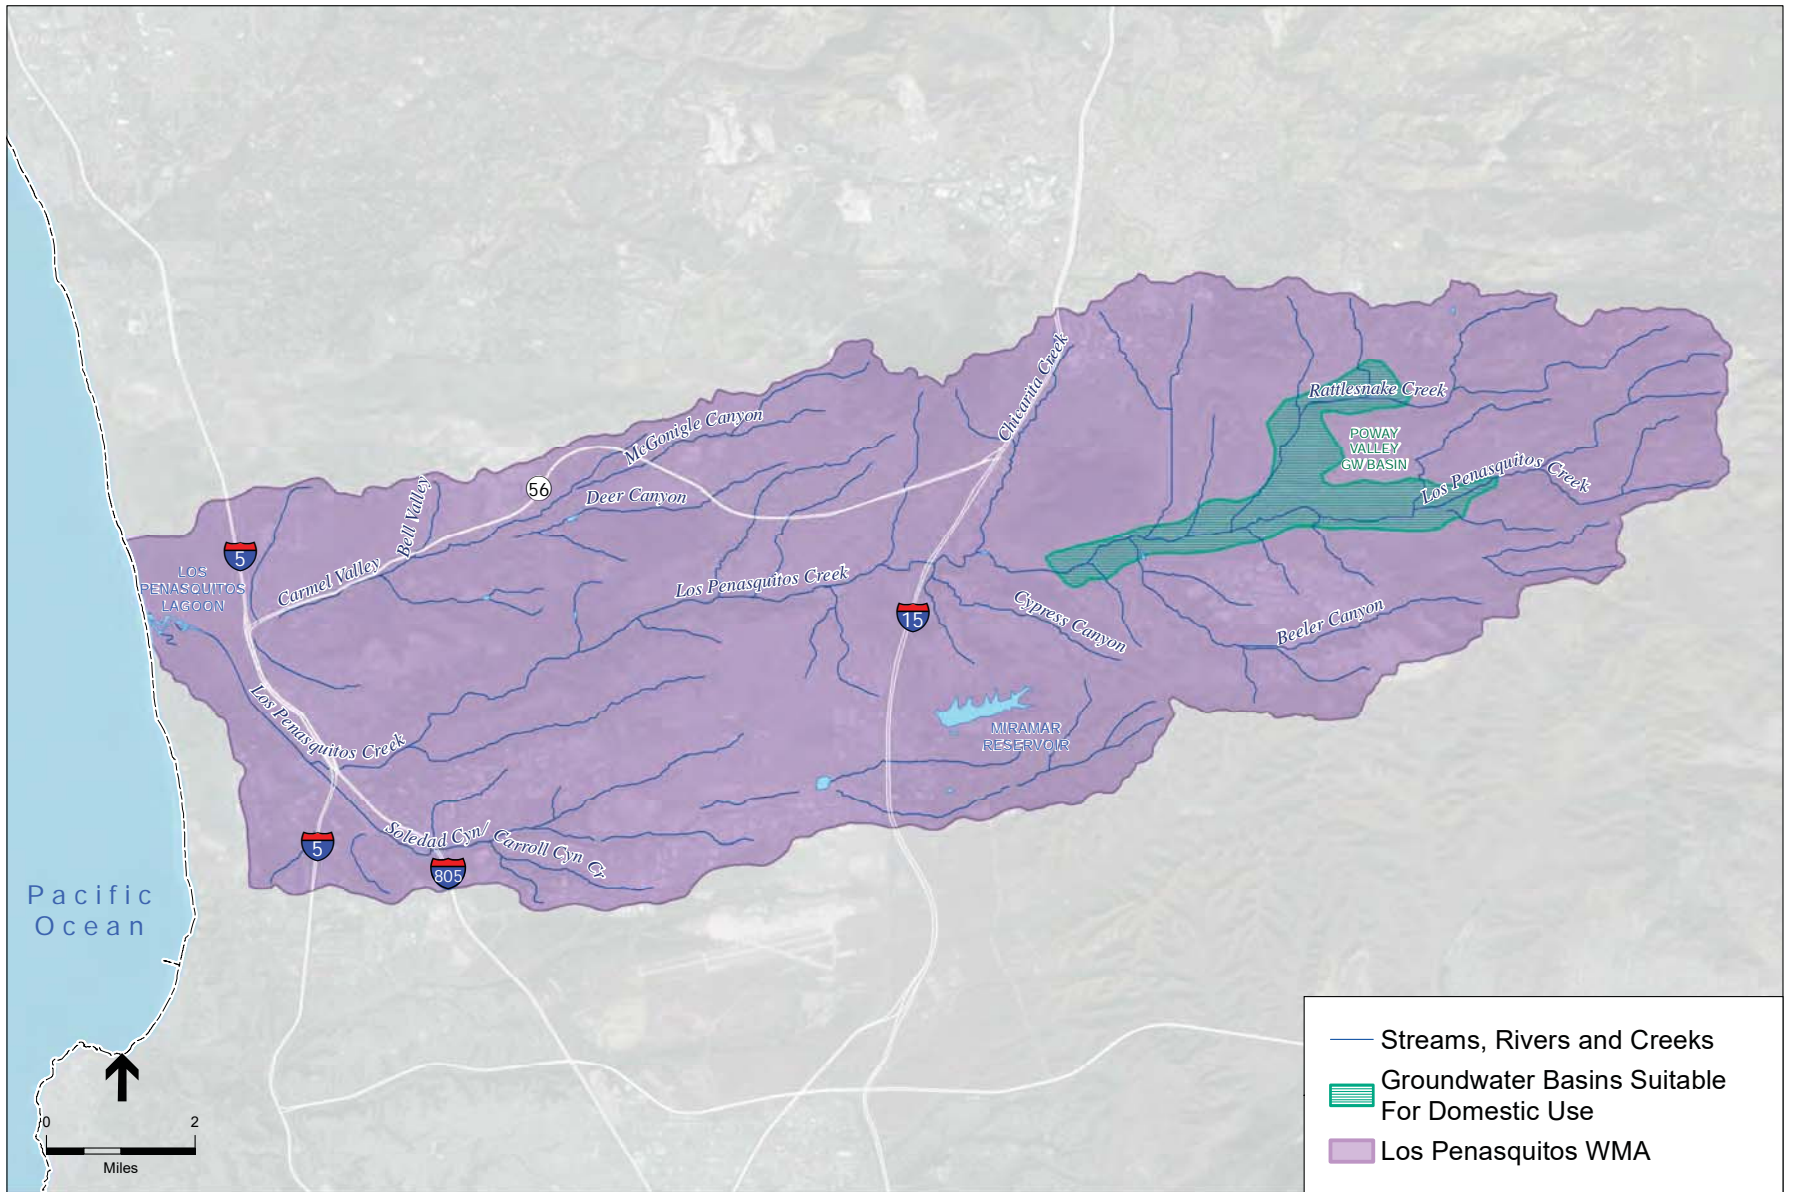 Chicarita Creek
Rattlesnake Creek
McGonigle Canyon
POWAY
VALLEY
GW BASIN
Los Penasquitos Creek
56
Deer Canyon
Bell Valley
5
Carmel Valley
LOS
PENASQUITOS
LAGOON
Los Penasquitos Creek
15
Cypress Canyon
Beeler Canyon
Los Penasquitos Creek
MIRAMAR
RESERVOIR
5
Soledad Cyn/ Carroll Cyn Cr.
805
Pacific
Ocean
0 2
Miles
Streams, Rivers and Creeks
Groundwater Basins Suitable
For Domestic Use
Los Penasquitos WMA